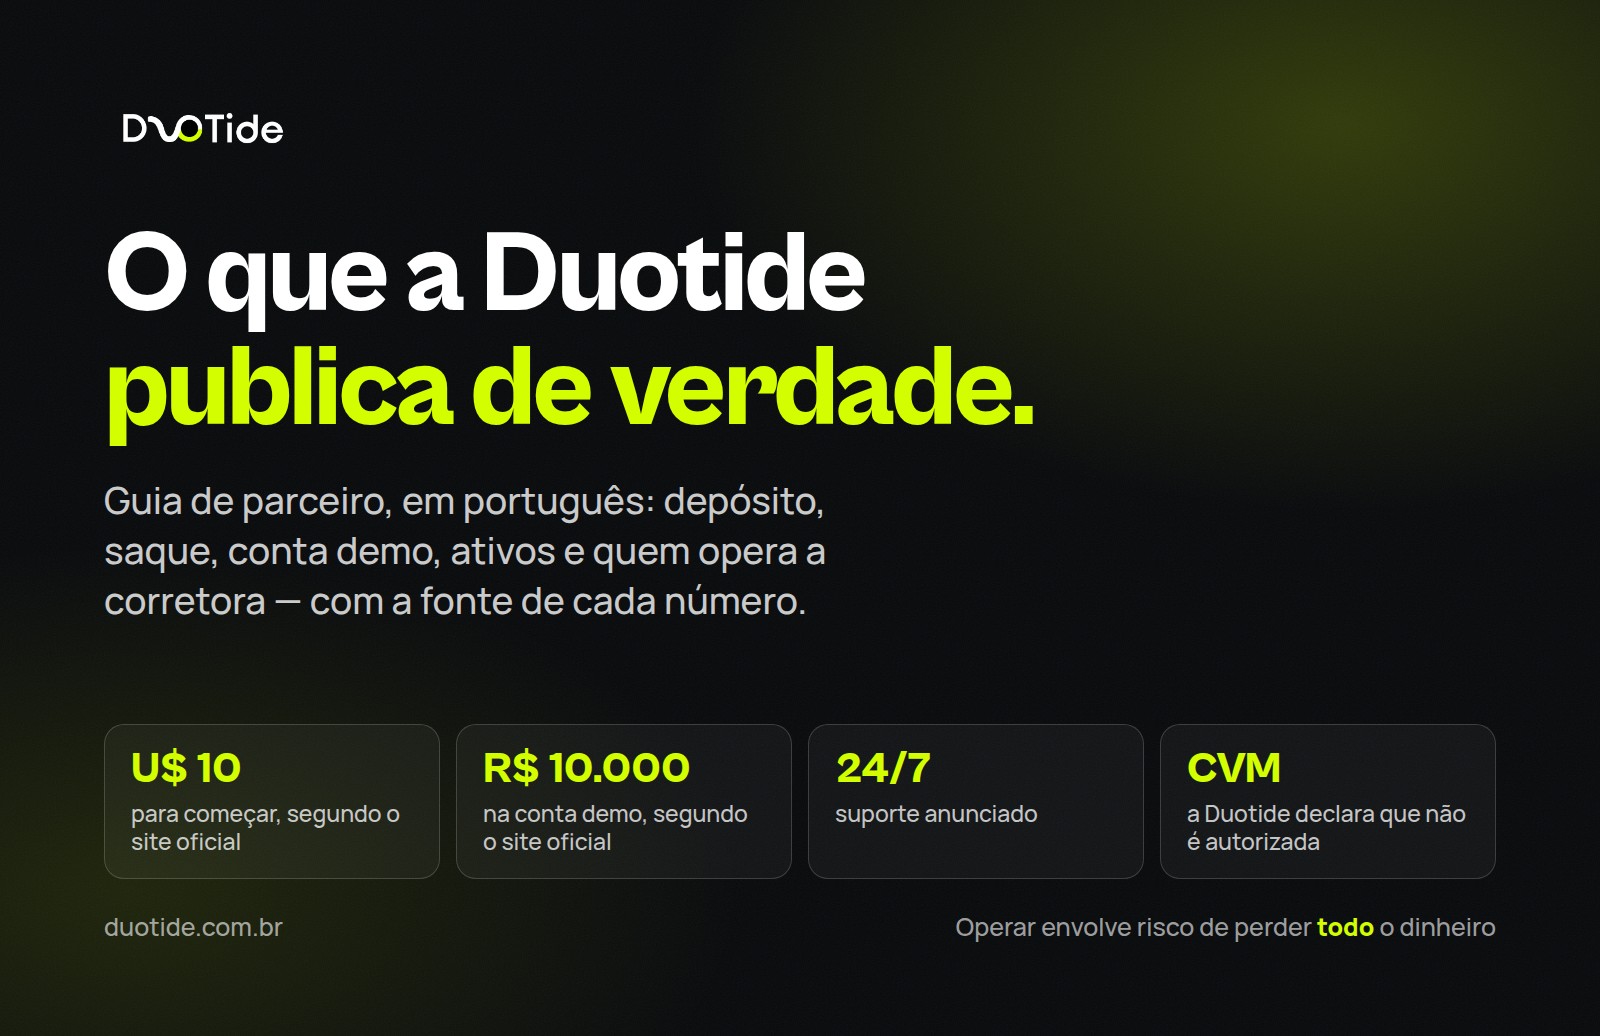 DUOTide
O que a Duotide
publica de verdade.
Guia de parceiro, em português: depósito,
saque, conta demo, ativos e quem opera a
corretora — com a fonte de cada número.
U$ 10
para começar, segundo o
site oficial
R$ 10.000
na conta demo, segundo
o site oficial
24/7
suporte anunciado
CVM
a Duotide declara que não
é autorizada
duotide.com.br
Operar envolve risco de perder todo o dinheiro